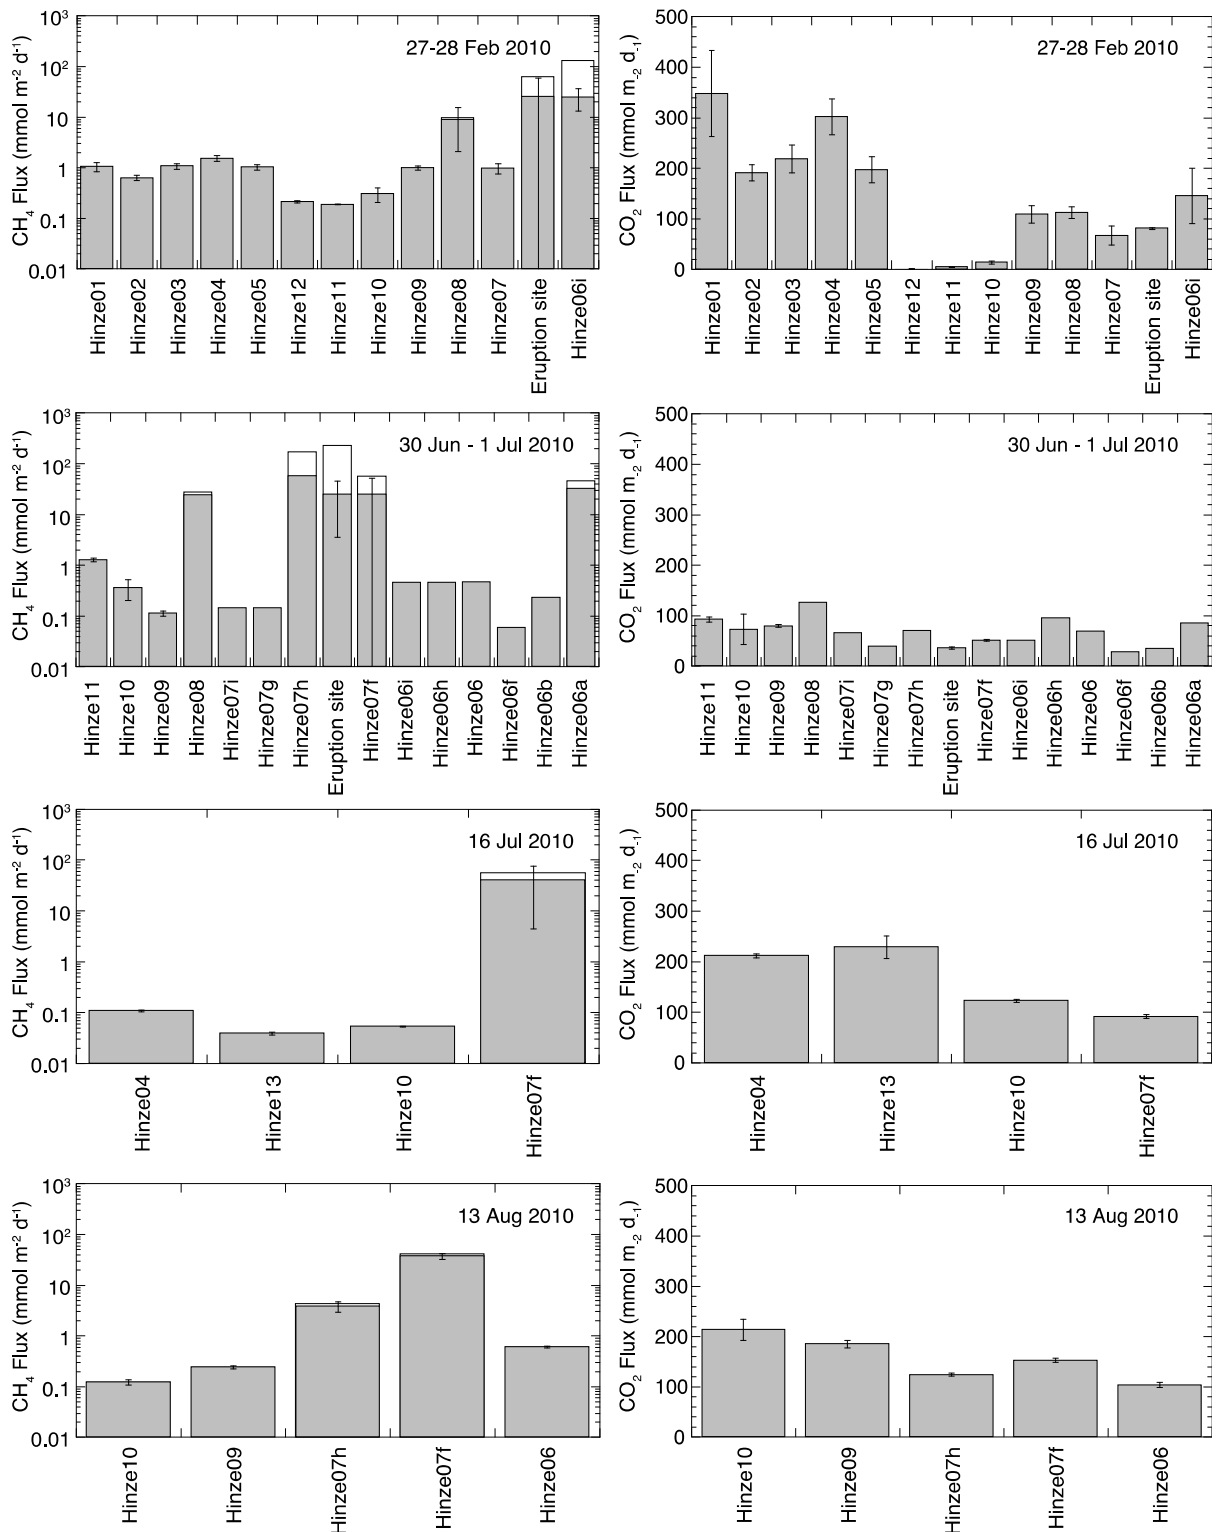 CH₄ Flux (mmol m⁻² d⁻¹)
10³
10²
10
1
0.1
0.01
27-28 Feb 2010
Hinze01
Hinze02
Hinze03
Hinze04
Hinze05
Hinze12
Hinze11
Hinze10
Hinze09
Hinze08
Hinze07
Eruption site
Hinze06i
CO₂ Flux (mmol m₋₂ d₋₁)
500
400
300
200
100
0
27-28 Feb 2010
Hinze01
Hinze02
Hinze03
Hinze04
Hinze05
Hinze12
Hinze11
Hinze10
Hinze09
Hinze08
Hinze07
Eruption site
Hinze06i
CH₄ Flux (mmol m⁻² d⁻¹)
10³
10²
10
1
0.1
0.01
30 Jun - 1 Jul 2010
Hinze11
Hinze10
Hinze09
Hinze08
Hinze07i
Hinze07g
Hinze07h
Eruption site
Hinze07f
Hinze06i
Hinze06h
Hinze06
Hinze06f
Hinze06b
Hinze06a
CO₂ Flux (mmol m₋₂ d₋₁)
500
400
300
200
100
0
30 Jun - 1 Jul 2010
Hinze11
Hinze10
Hinze09
Hinze08
Hinze07i
Hinze07g
Hinze07h
Eruption site
Hinze07f
Hinze06i
Hinze06h
Hinze06
Hinze06f
Hinze06b
Hinze06a
CH₄ Flux (mmol m⁻² d⁻¹)
10³
10²
10
1
0.1
0.01
16 Jul 2010
Hinze04
Hinze13
Hinze10
Hinze07f
CO₂ Flux (mmol m₋₂ d₋₁)
500
400
300
200
100
0
16 Jul 2010
Hinze04
Hinze13
Hinze10
Hinze07f
CH₄ Flux (mmol m⁻² d⁻¹)
10³
10²
10
1
0.1
0.01
13 Aug 2010
Hinze10
Hinze09
Hinze07h
Hinze07f
Hinze06
CO₂ Flux (mmol m₋₂ d₋₁)
500
400
300
200
100
0
13 Aug 2010
Hinze10
Hinze09
Hinze07h
Hinze07f
Hinze06